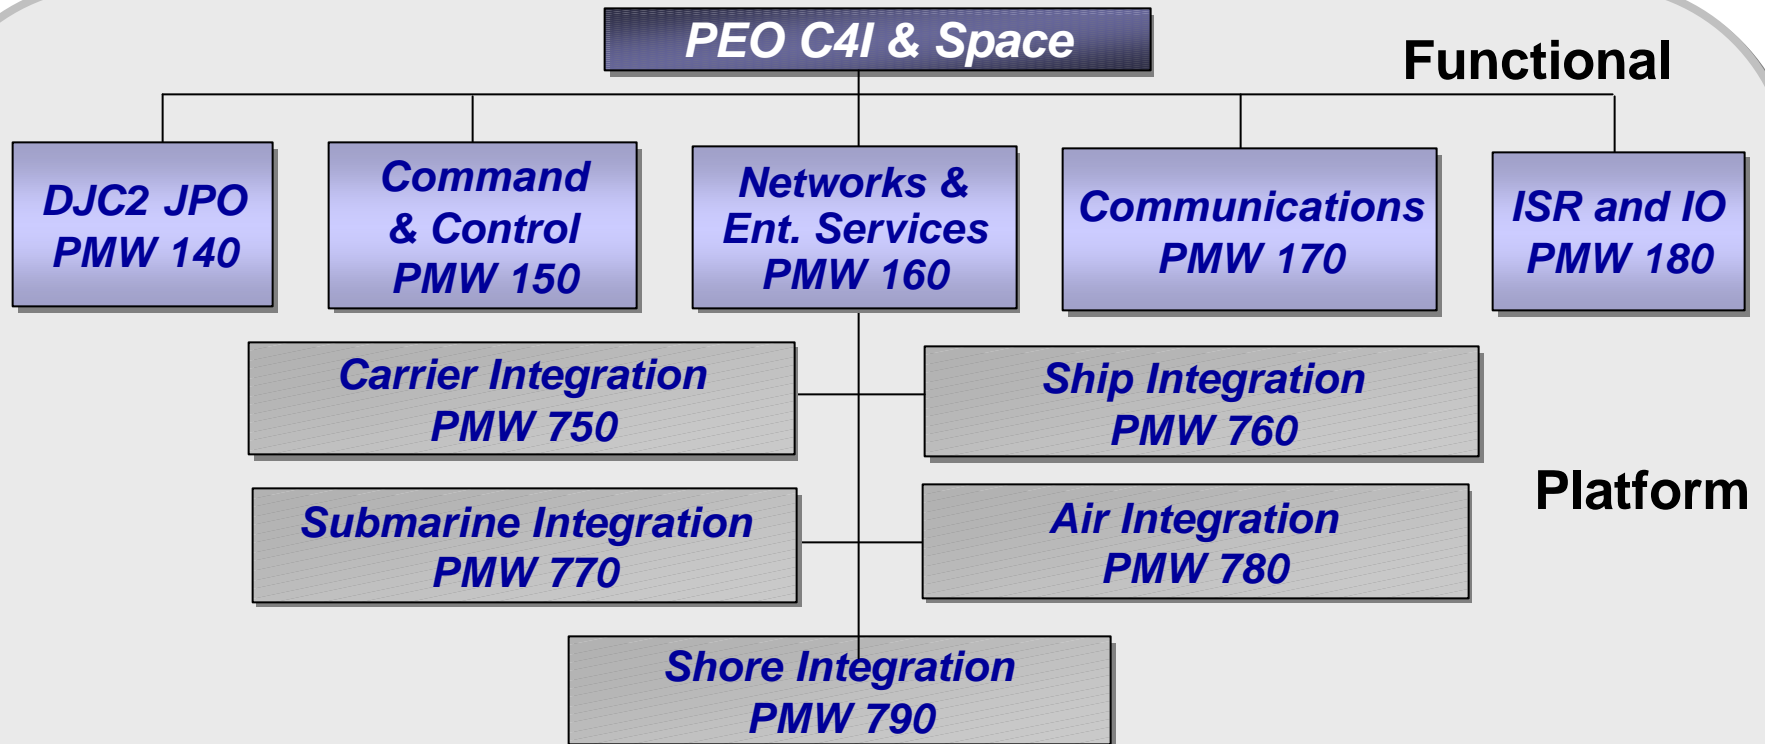 PEO C4I & Space
Functional
DJC2 JPO
PMW 140
Command
& Control
PMW 150
Networks &
Ent. Services
PMW 160
Communications
PMW 170
ISR and IO
PMW 180
Carrier Integration
PMW 750
Ship Integration
PMW 760
Platform
Submarine Integration
PMW 770
Air Integration
PMW 780
Shore Integration
PMW 790